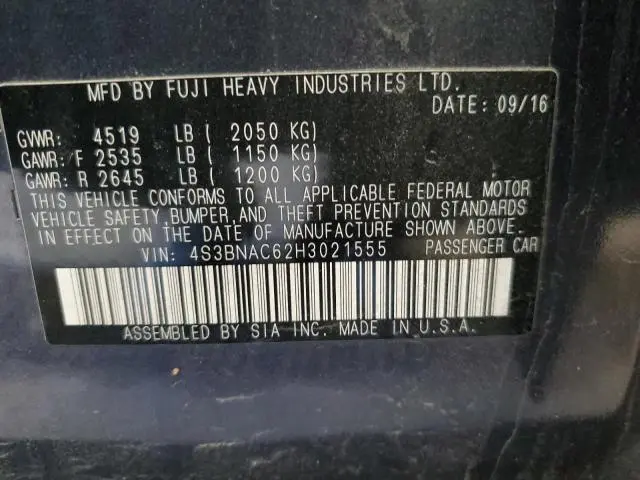 MFD BY FUJI HEAVY INDUSTRIES LTD.
DATE: 09/16
GVWR: 4519 LB ( 2050 KG)
GAWR: F 2535 LB ( 1150 KG)
GAWR: R 2645 LB ( 1200 KG)
THIS VEHICLE CONFORMS TO ALL APPLICABLE FEDERAL MOTOR
VEHICLE SAFETY, BUMPER, AND THEFT PREVENTION STANDARDS
IN EFFECT ON THE DATE OF MANUFACTURE SHOWN ABOVE.
VIN: 4S3BNAC62H3021555 PASSENGER CAR
ASSEMBLED BY SIA INC. MADE IN U.S.A.